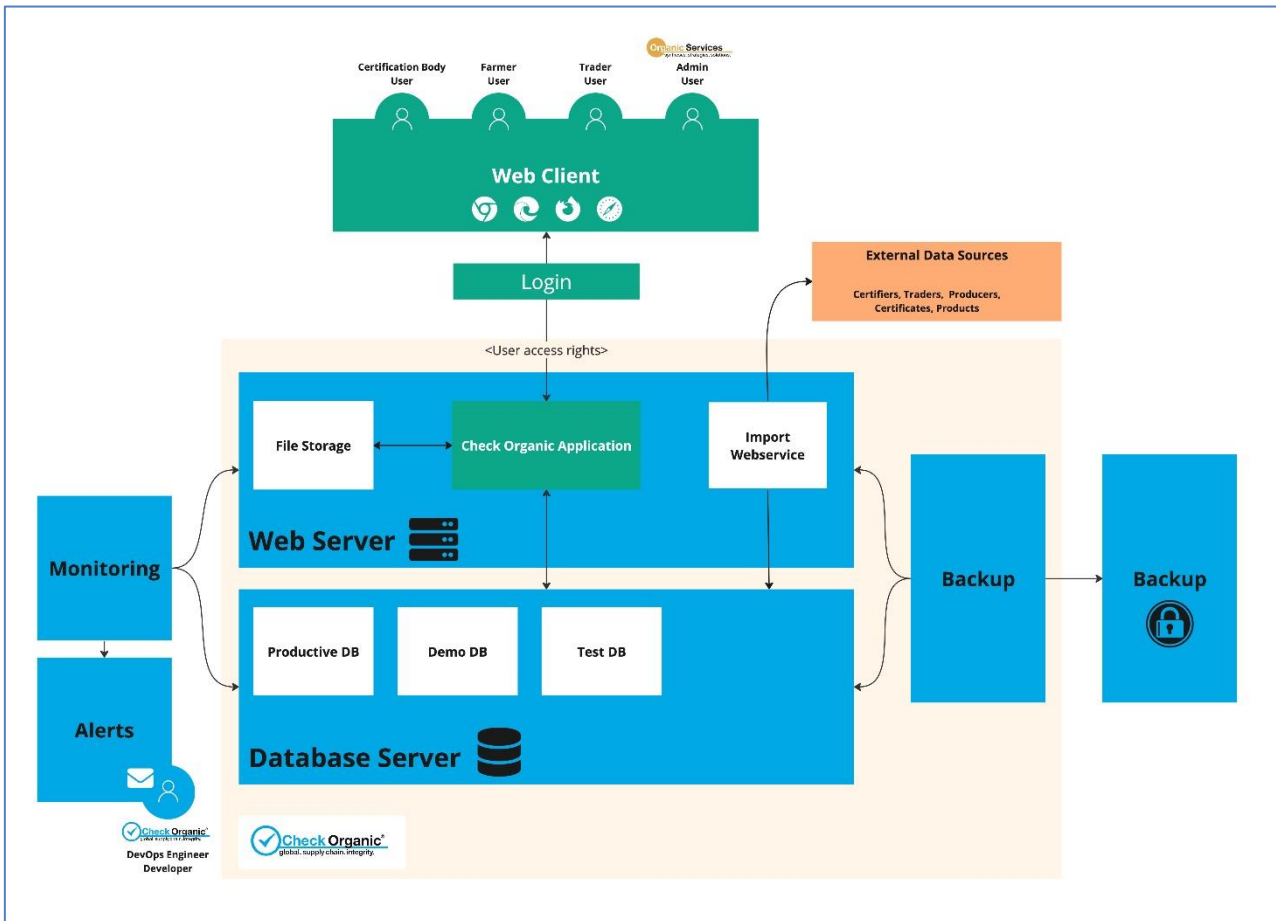 Organic Services
Certification Body
User
Farmer
User
Trader
User
Admin
User
Web Client
Login
<User access rights>
External Data Sources
Certifiers, Traders, Producers,
Certificates, Products
File Storage
Check Organic Application
Import
Webservice
Web Server
Monitoring
Backup
Backup
Productive DB
Demo DB
Test DB
Database Server
Alerts
Check Organic®
DevOps Engineer
Developer
Check Organic®
global. supply chain. integrity.